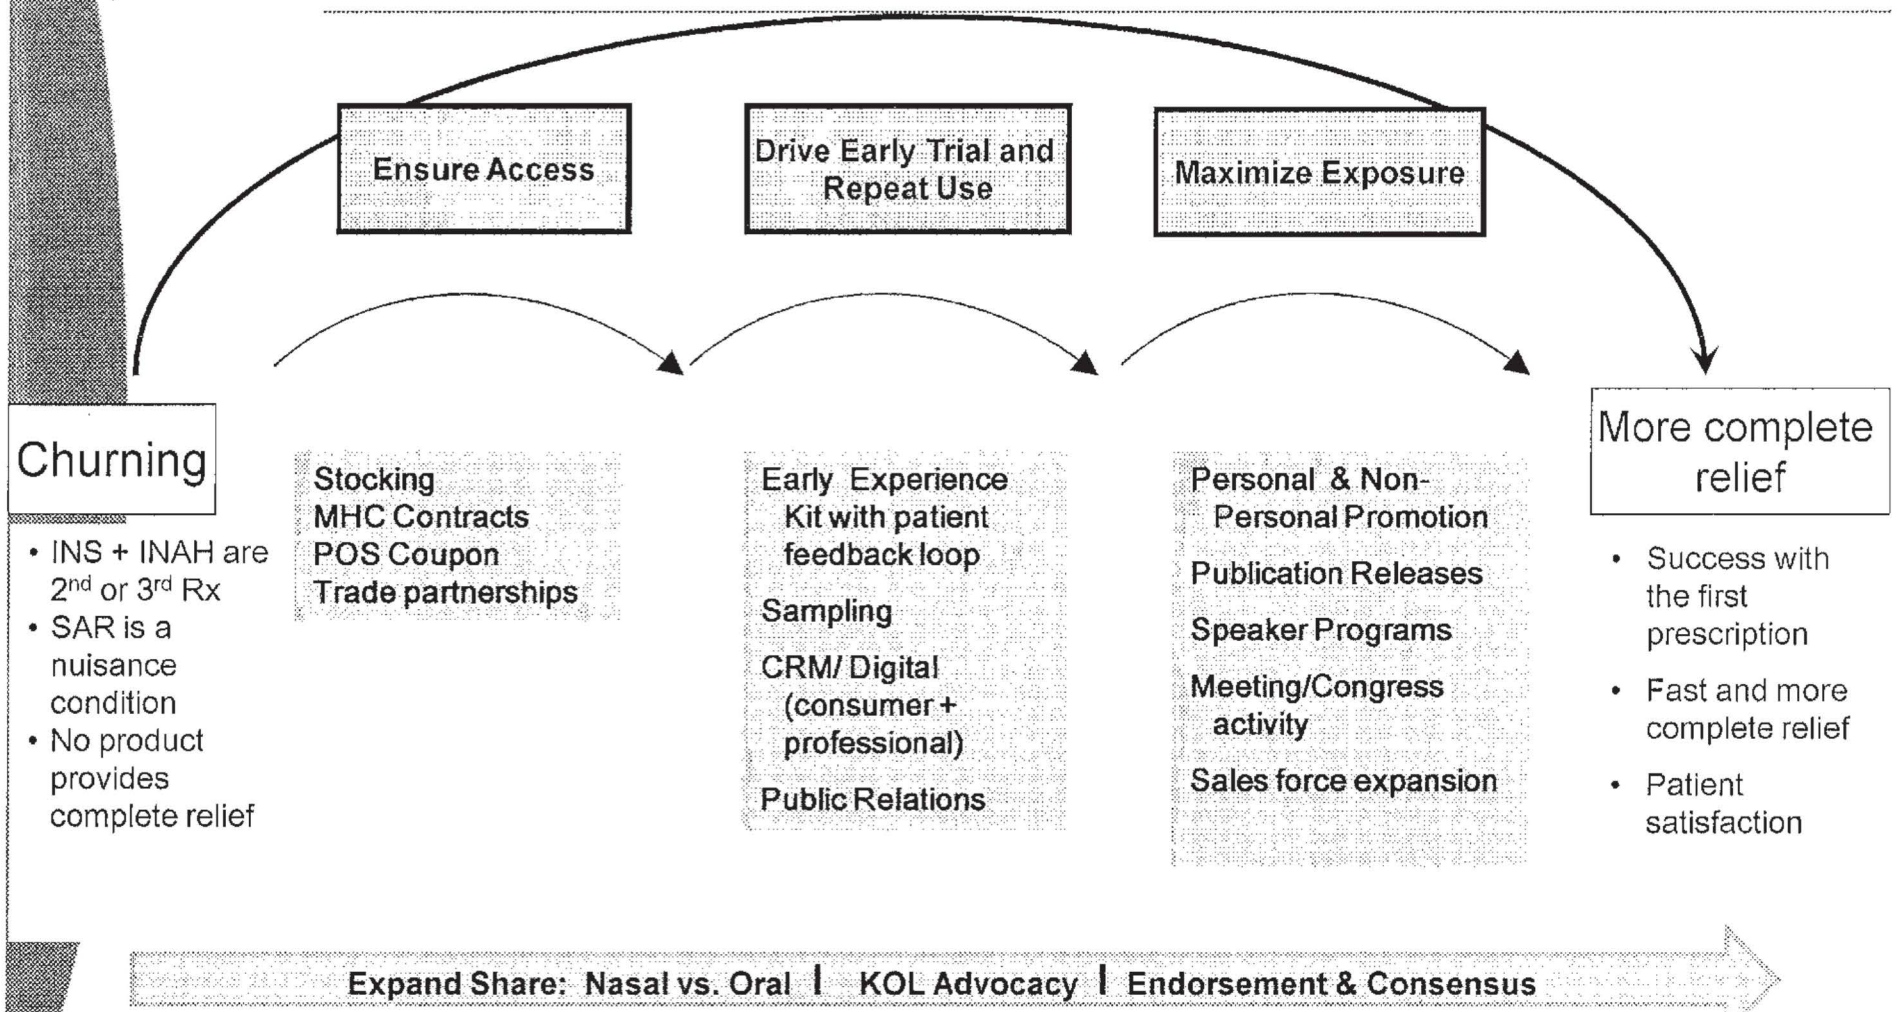 Ensure Access
Drive Early Trial and
Repeat Use
Maximize Exposure
Churning
• INS + INAH are
2nd or 3rd Rx
• SAR is a
nuisance
condition
• No product
provides
complete relief
Stocking
MHC Contracts
POS Coupon
Trade partnerships
Early Experience
Kit with patient
feedback loop
Sampling
CRM/ Digital
(consumer +
professional)
Public Relations
Personal & Non-
Personal Promotion
Publication Releases
Speaker Programs
Meeting/Congress
activity
Sales force expansion
More complete
relief
• Success with
the first
prescription
• Fast and more
complete relief
• Patient
satisfaction
Expand Share: Nasal vs. Oral | KOL Advocacy | Endorsement & Consensus